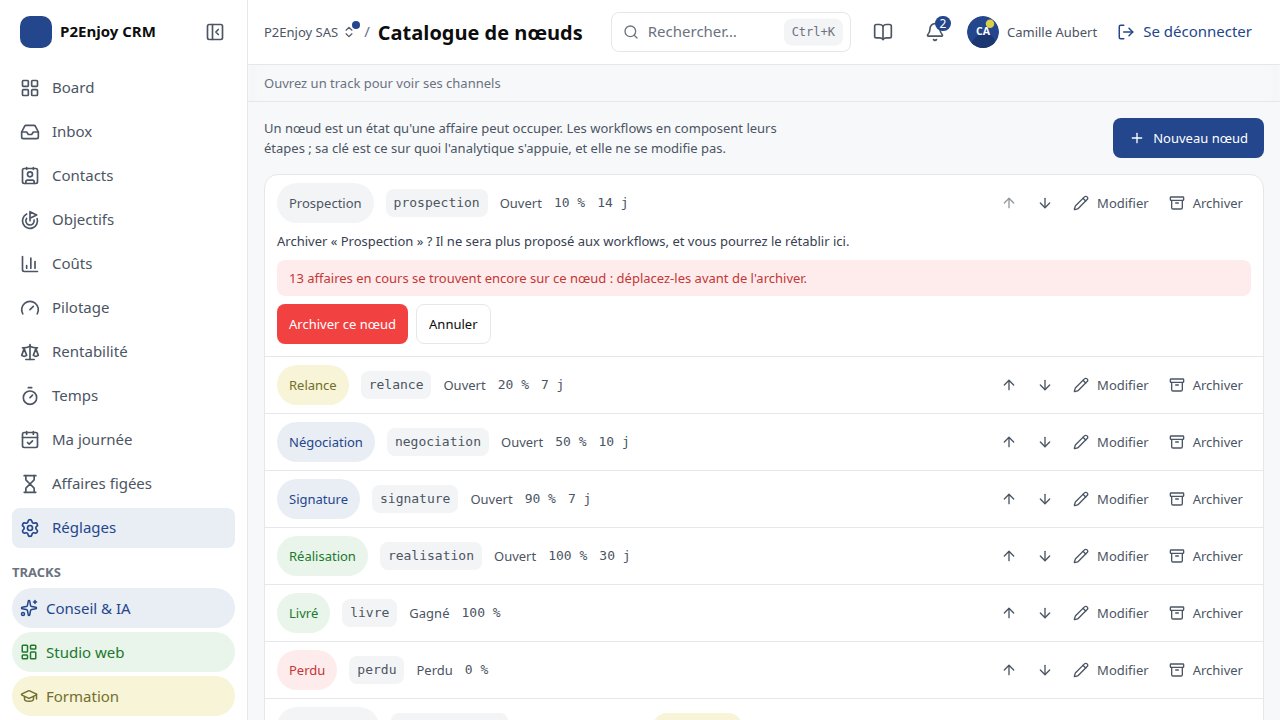 P2Enjoy CRM
P2Enjoy SAS / Catalogue de nœuds
Rechercher... Ctrl+K
2
CA Camille Aubert
Se déconnecter
Board
Inbox
Contacts
Objectifs
Coûts
Pilotage
Rentabilité
Temps
Ma journée
Affaires figées
Réglages
TRACKS
Conseil & IA
Studio web
Formation
Ouvrez un track pour voir ses channels
Un nœud est un état qu'une affaire peut occuper. Les workflows en composent leurs
étapes ; sa clé est ce sur quoi l'analytique s'appuie, et elle ne se modifie pas.
Nouveau nœud
Prospection prospection Ouvert 10 % 14 j Modifier Archiver
Archiver « Prospection » ? Il ne sera plus proposé aux workflows, et vous pourrez le rétablir ici.
13 affaires en cours se trouvent encore sur ce nœud : déplacez-les avant de l'archiver.
Archiver ce nœud Annuler
Relance relance Ouvert 20 % 7 j Modifier Archiver
Négociation negociation Ouvert 50 % 10 j Modifier Archiver
Signature signature Ouvert 90 % 7 j Modifier Archiver
Réalisation realisation Ouvert 100 % 30 j Modifier Archiver
Livré livre Gagné 100 % Modifier Archiver
Perdu perdu Perdu 0 % Modifier Archiver